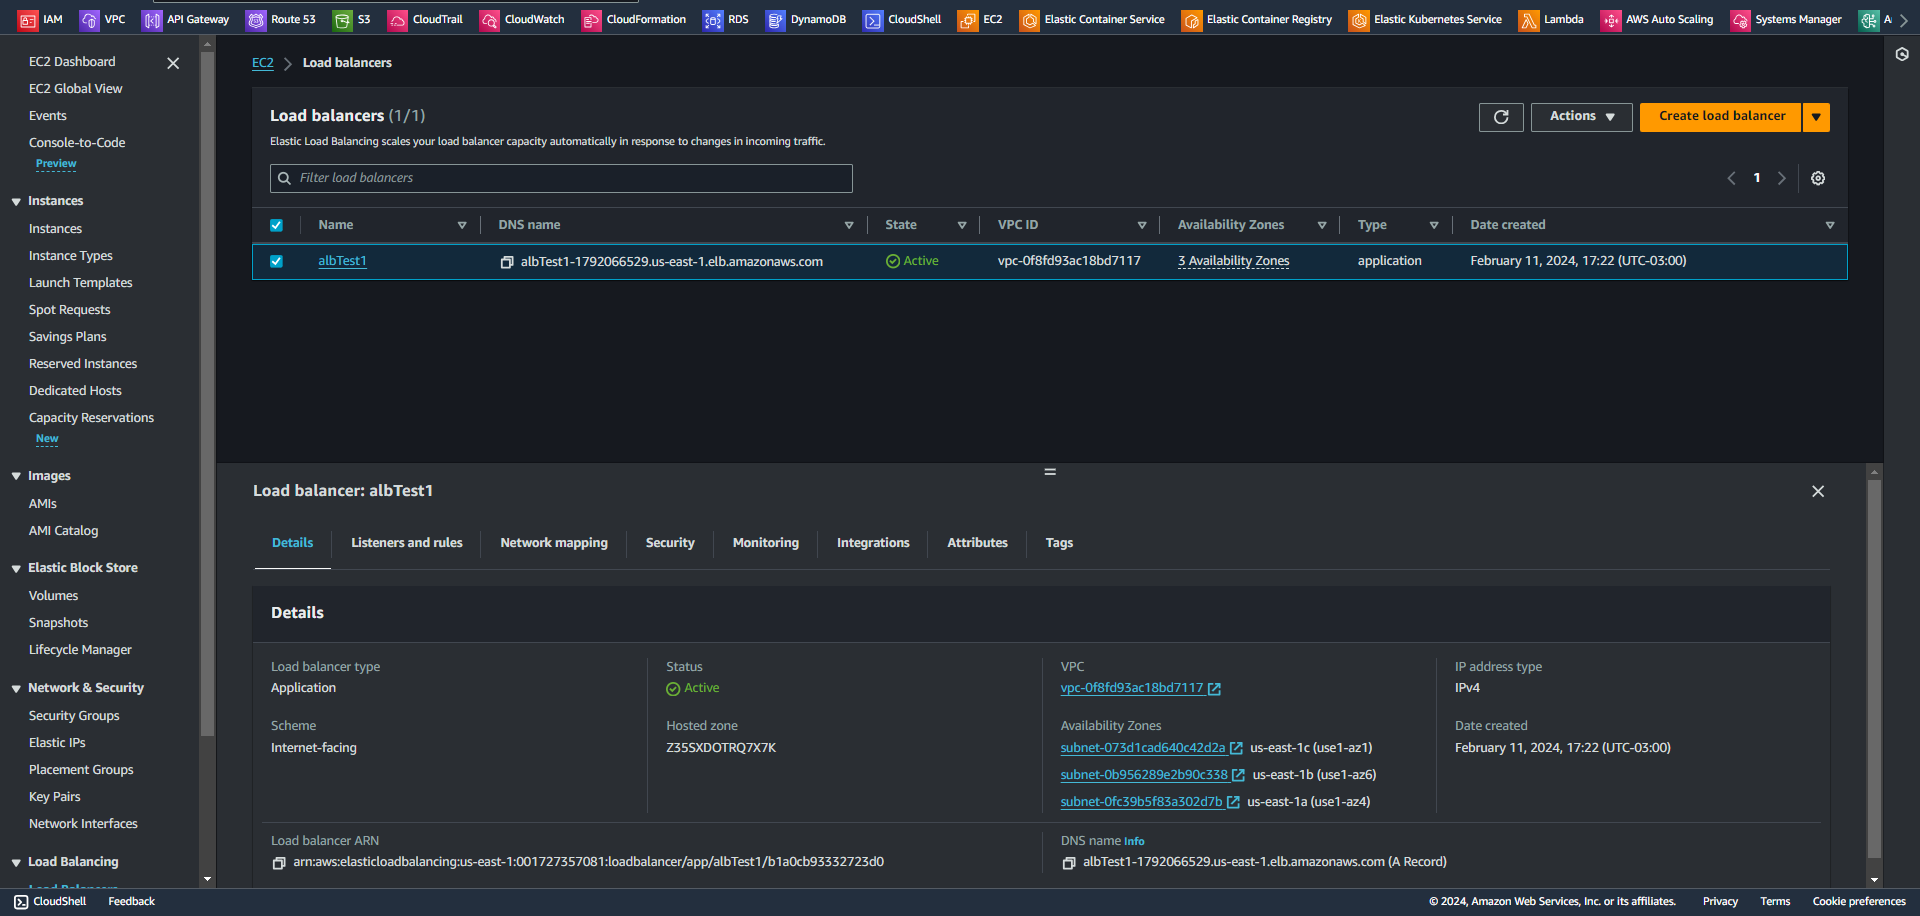 IAM VPC API Gateway Route 53 S3 CloudTrail CloudWatch CloudFormation RDS DynamoDB CloudShell EC2 Elastic Container Service Elastic Container Registry Elastic Kubernetes Service Lambda AWS Auto Scaling Systems Manager
EC2 Dashboard
EC2 Global View
Events
Console-to-Code
Preview
Instances
Instances
Instance Types
Launch Templates
Spot Requests
Savings Plans
Reserved Instances
Dedicated Hosts
Capacity Reservations
New
Images
AMIs
AMI Catalog
Elastic Block Store
Volumes
Snapshots
Lifecycle Manager
Network & Security
Security Groups
Elastic IPs
Placement Groups
Key Pairs
Network Interfaces
Load Balancing
Load Balancers
EC2 Load balancers
Load balancers (1/1)
Elastic Load Balancing scales your load balancer capacity automatically in response to changes in incoming traffic.
Actions Create load balancer
Filter load balancers
1
Name DNS name State VPC ID Availability Zones Type Date created
albTest1 albTest1-1792066529.us-east-1.elb.amazonaws.com Active vpc-0f8fd93ac18bd7117 3 Availability Zones application February 11, 2024, 17:22 (UTC-03:00)
Load balancer: albTest1
Details Listeners and rules Network mapping Security Monitoring Integrations Attributes Tags
Details
Load balancer type
Application
Scheme
Internet-facing
Status
Active
Hosted zone
Z35SXDOTRQ7X7K
VPC
vpc-0f8fd93ac18bd7117
Availability Zones
subnet-073d1cad640c42d2a us-east-1c (use1-az1)
subnet-0b956289e2b90c338 us-east-1b (use1-az6)
subnet-0fc39b5f83a302d7b us-east-1a (use1-az4)
IP address type
IPv4
Date created
February 11, 2024, 17:22 (UTC-03:00)
Load balancer ARN
arn:aws:elasticloadbalancing:us-east-1:001727357081:loadbalancer/app/albTest1/b1a0cb93332723d0
DNS name Info
albTest1-1792066529.us-east-1.elb.amazonaws.com (A Record)
CloudShell Feedback
© 2024, Amazon Web Services, Inc. or its affiliates. Privacy Terms Cookie preferences